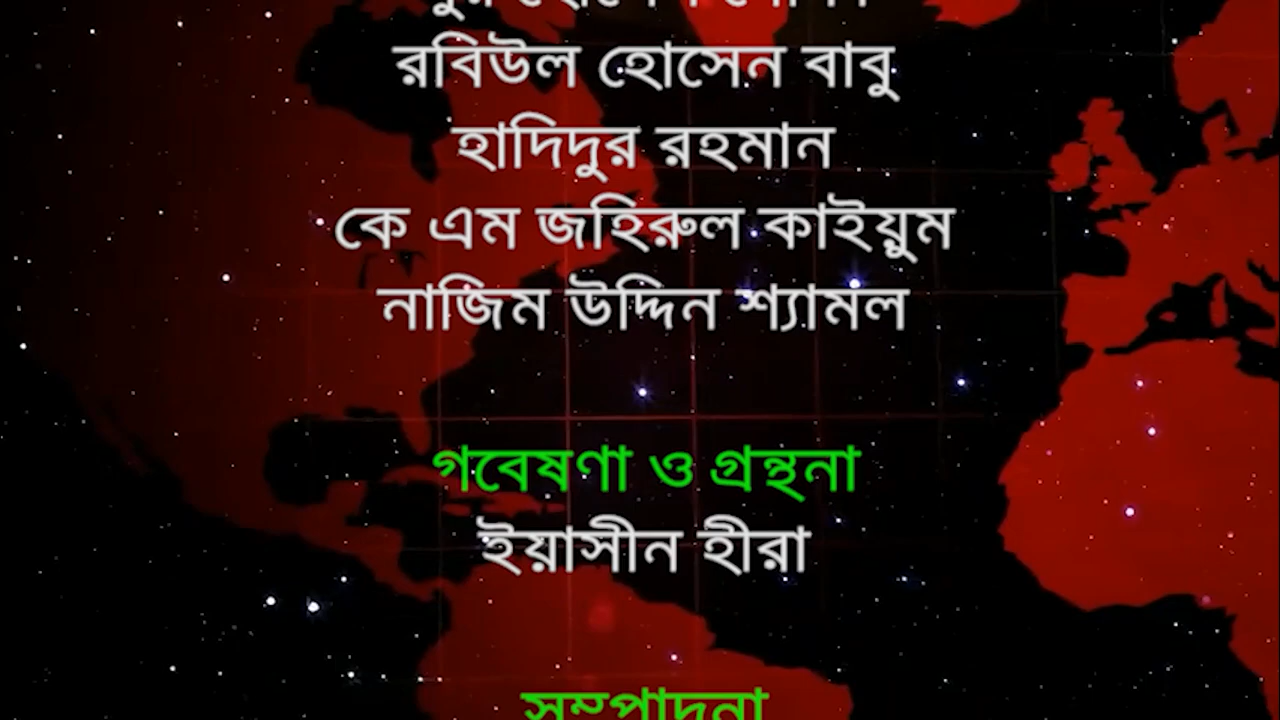 রবিউল হোসেন বাবু
হাদিদুর রহমান
কে এম জহিরুল কাইয়ুম
নাজিম উদ্দিন শ্যামল
গবেষণা ও গ্রন্থনা
ইয়াসীন হীরা
সম্পাদনা